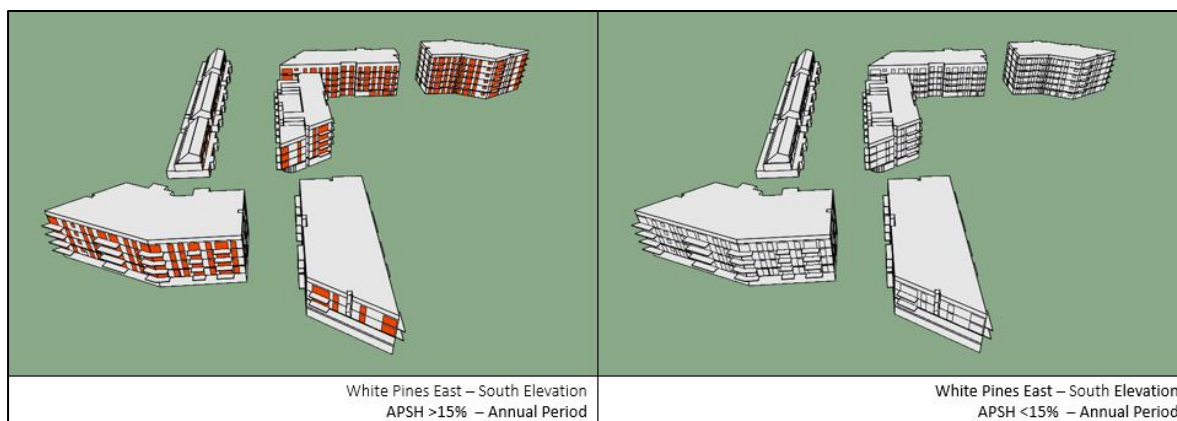 White Pines East – South Elevation
APSH >15% – Annual Period
White Pines East – South Elevation
APSH <15% – Annual Period